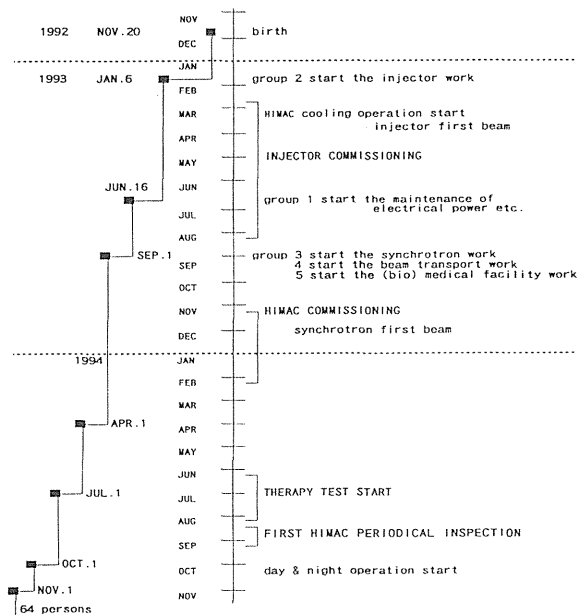 NOV
1992 NOV.20 birth
DEC
JAN
1993 JAN.6 group 2 start the injector work
FEB
MAR HIMAC cooling operation start
injector first beam
APR
INJECTOR COMMISSIONING
MAY
JUN.16 JUN
group 1 start the maintenance of
electrical power etc.
JUL
AUG
SEP.1 group 3 start the synchrotron work
SEP 4 start the beam transport work
5 start the (bio) medical facility work
OCT
NOV HIMAC COMMISSIONING
synchrotron first beam
DEC
1994 JAN
FEB
MAR
APR.1 APR
MAY
JUN
JUL.1 JUL THERAPY TEST START
AUG
FIRST HIMAC PERIODICAL INSPECTION
SEP
OCT.1 OCT day & night operation start
NOV.1 NOV
64 persons